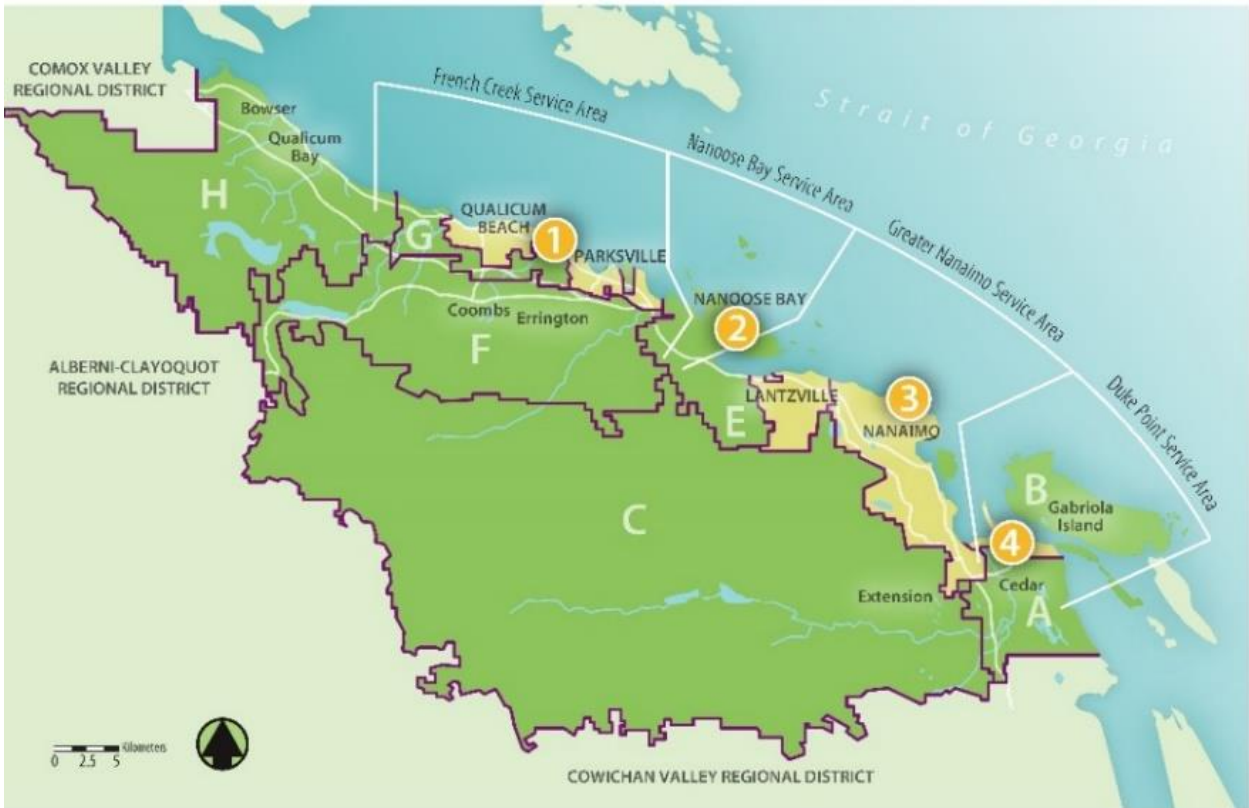 COMOX VALLEY
REGIONAL DISTRICT
French Creek Service Area
Nanoose Bay Service Area
Greater Nanaimo Service Area
Duke Point Service Area
Strait of Georgia
Bowser
Qualicum
Bay
H
G
QUALICUM
BEACH
1
PARKSVILLE
Coombs
Errington
F
NANOOSE BAY
2
ALBERNI-CLAYOQUOT
REGIONAL DISTRICT
E
LANTZVILLE
3
NANAIMO
C
B
Gabriola
Island
4
Extension
Cedar
A
Kilometers
0 2.5 5
COWICHAN VALLEY REGIONAL DISTRICT